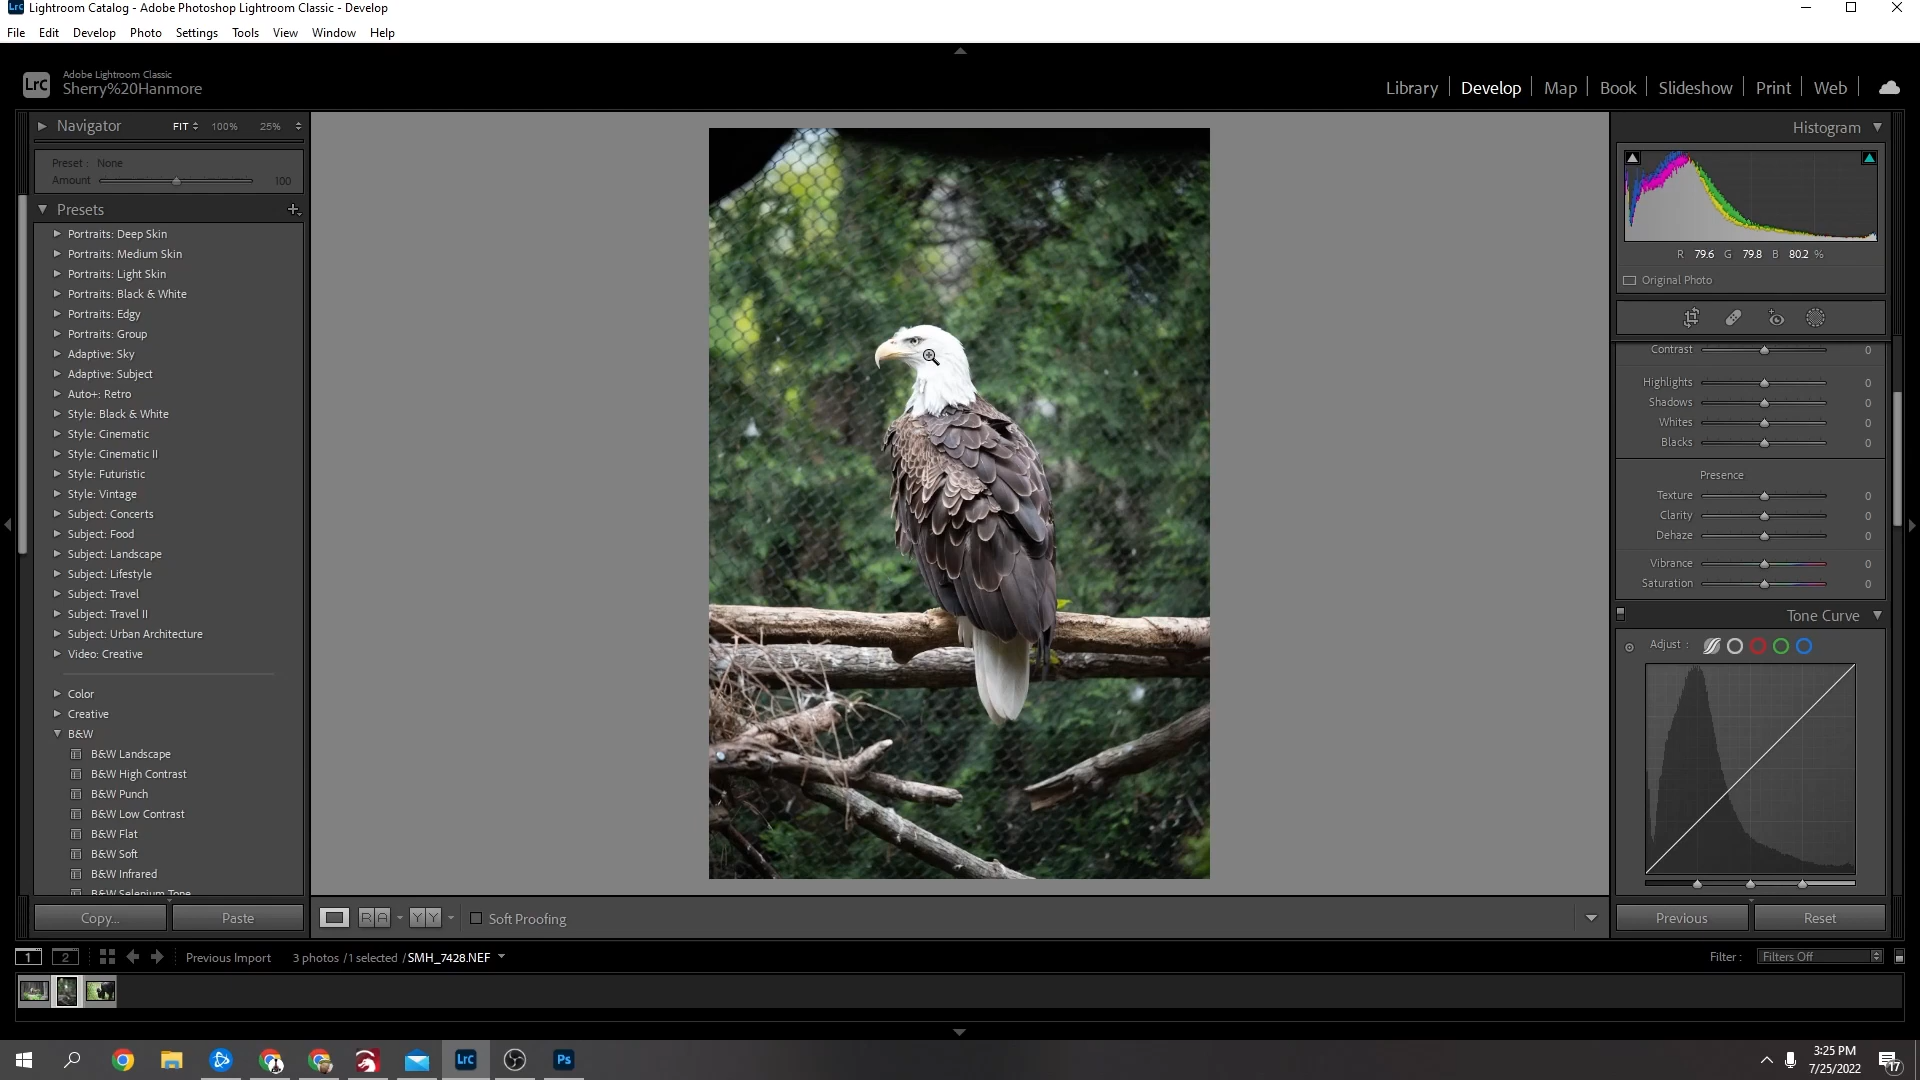 Lightroom Catalog - Adobe Photoshop Lightroom Classic - Develop
File Edit Develop Photo Settings Tools View Window Help
LrC Adobe Lightroom Classic
Sherry%20Hanmore
Library Develop Map Book Slideshow Print Web
Navigator FIT 100% 25%
Preset : None
Amount 100
Presets
Portraits: Deep Skin
Portraits: Medium Skin
Portraits: Light Skin
Portraits: Black & White
Portraits: Edgy
Portraits: Group
Adaptive: Sky
Adaptive: Subject
Auto+: Retro
Style: Black & White
Style: Cinematic
Style: Cinematic II
Style: Futuristic
Style: Vintage
Subject: Concerts
Subject: Food
Subject: Landscape
Subject: Lifestyle
Subject: Travel
Subject: Travel II
Subject: Urban Architecture
Video: Creative
Color
Creative
B&W
B&W Landscape
B&W High Contrast
B&W Punch
B&W Low Contrast
B&W Flat
B&W Soft
B&W Infrared
B&W Selenium Tone
Copy... Paste
R A Y Y Soft Proofing
Histogram
R 79.6 G 79.8 B 80.2 %
Original Photo
Contrast 0
Highlights 0
Shadows 0
Whites 0
Blacks 0
Presence
Texture 0
Clarity 0
Dehaze 0
Vibrance 0
Saturation 0
Tone Curve
Adjust :
Previous Reset
1 2 Previous Import 3 photos / 1 selected / SMH_7428.NEF Filter : Filters Off
LrC Ps
3:25 PM
7/25/2022
17